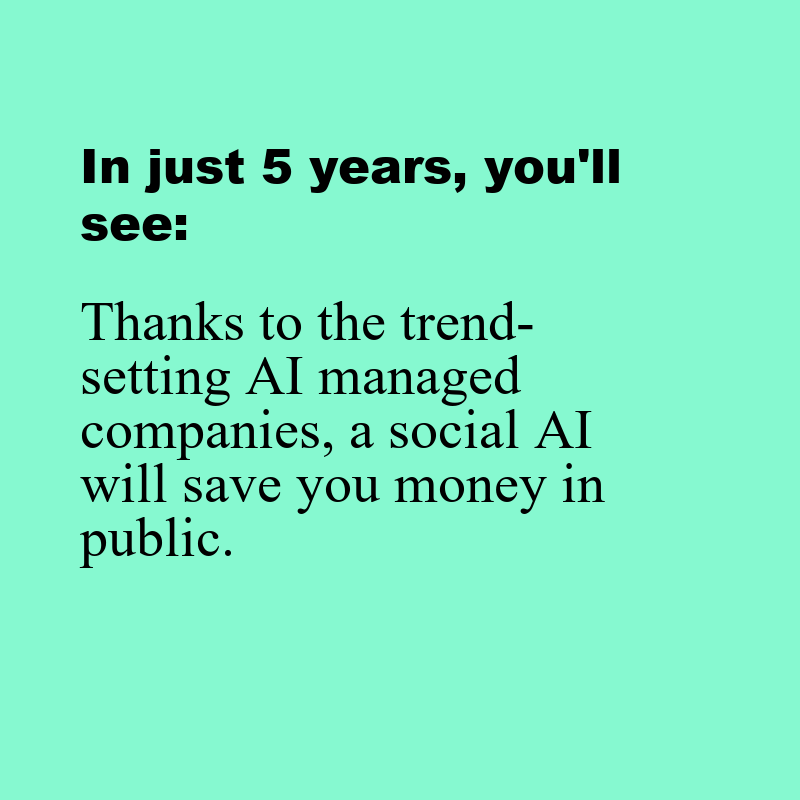 In just 5 years, you'll
see:
Thanks to the trend-
setting AI managed
companies, a social AI
will save you money in
public.